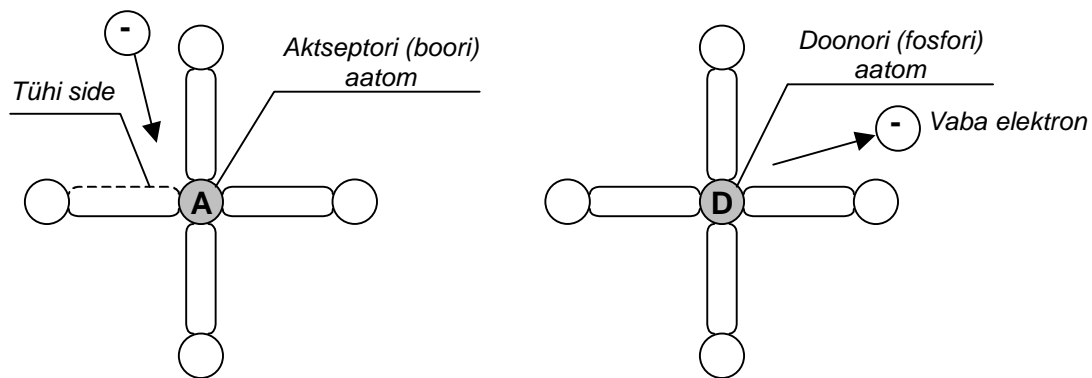 -
Tühi side
Aktseptori (boori)
aatom
A
Doonori (fosfori)
aatom
-
Vaba elektron
D